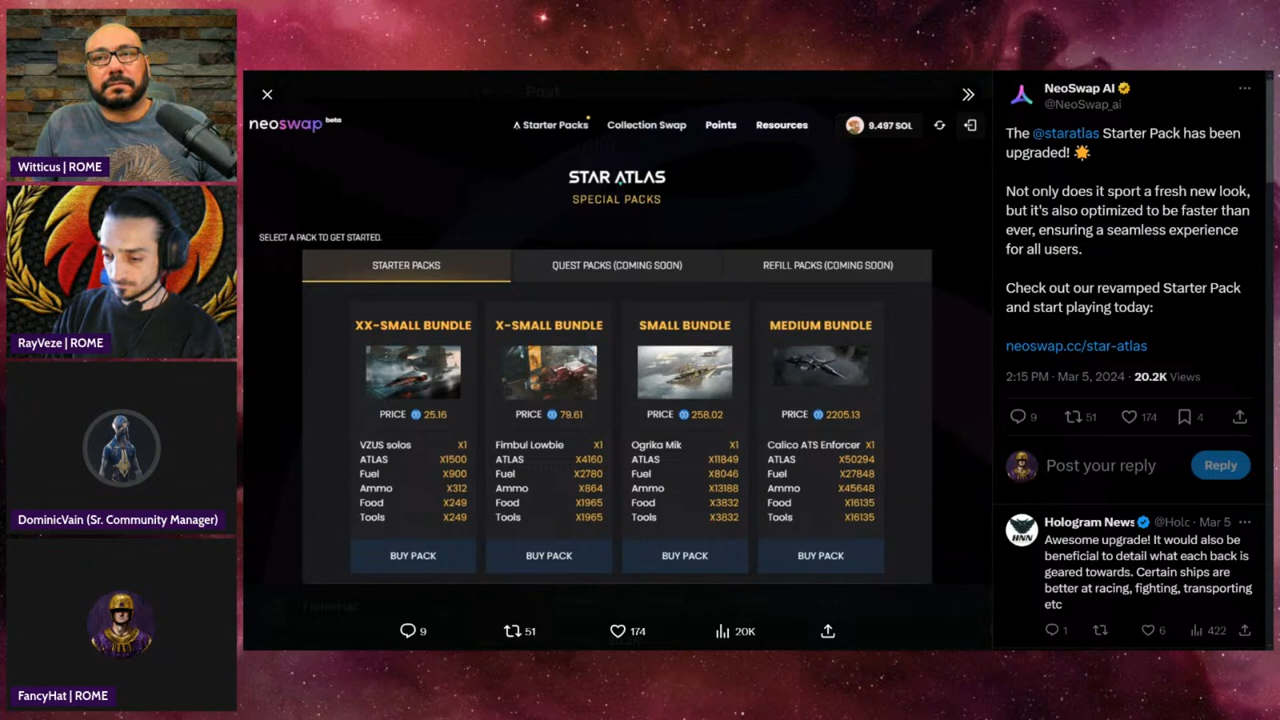 Witticus | ROME
RayVeze | ROME
DominicVain (Sr. Community Manager)
FancyHat | ROME
neoswap beta
Starter Packs
Collection Swap
Points
Resources
9,497 SOL
STAR ATLAS
SPECIAL PACKS
SELECT A PACK TO GET STARTED.
STARTER PACKS
QUEST PACKS (COMING SOON)
REFILL PACKS (COMING SOON)
XX-SMALL BUNDLE
PRICE 25.16
VZUS solos X1
ATLAS X1500
Fuel X900
Ammo X312
Food X249
Tools X249
BUY PACK
X-SMALL BUNDLE
PRICE 79.61
Fimbul Lowbie X1
ATLAS X4160
Fuel X2780
Ammo X864
Food X1965
Tools X1965
BUY PACK
SMALL BUNDLE
PRICE 258.02
Ogrika Mik X1
ATLAS X11849
Fuel X8046
Ammo X13188
Food X3832
Tools X3832
BUY PACK
MEDIUM BUNDLE
PRICE 2205.13
Calico ATS Enforcer X1
ATLAS X50294
Fuel X27848
Ammo X45648
Food X16135
Tools X16135
BUY PACK
9
51
174
20K
NeoSwap AI
@NeoSwap_ai
The @staratlas Starter Pack has been
upgraded!
Not only does it sport a fresh new look,
but it's also optimized to be faster than
ever, ensuring a seamless experience
for all users.
Check out our revamped Starter Pack
and start playing today:
neoswap.cc/star-atlas
2:15 PM · Mar 5, 2024 · 20.2K Views
9
51
174
4
Post your reply
Reply
Hologram News @Holc · Mar 5
Awesome upgrade! It would also be
beneficial to detail what each back is
geared towards. Certain ships are
better at racing, fighting, transporting
etc
1
6
422
HNN
Post